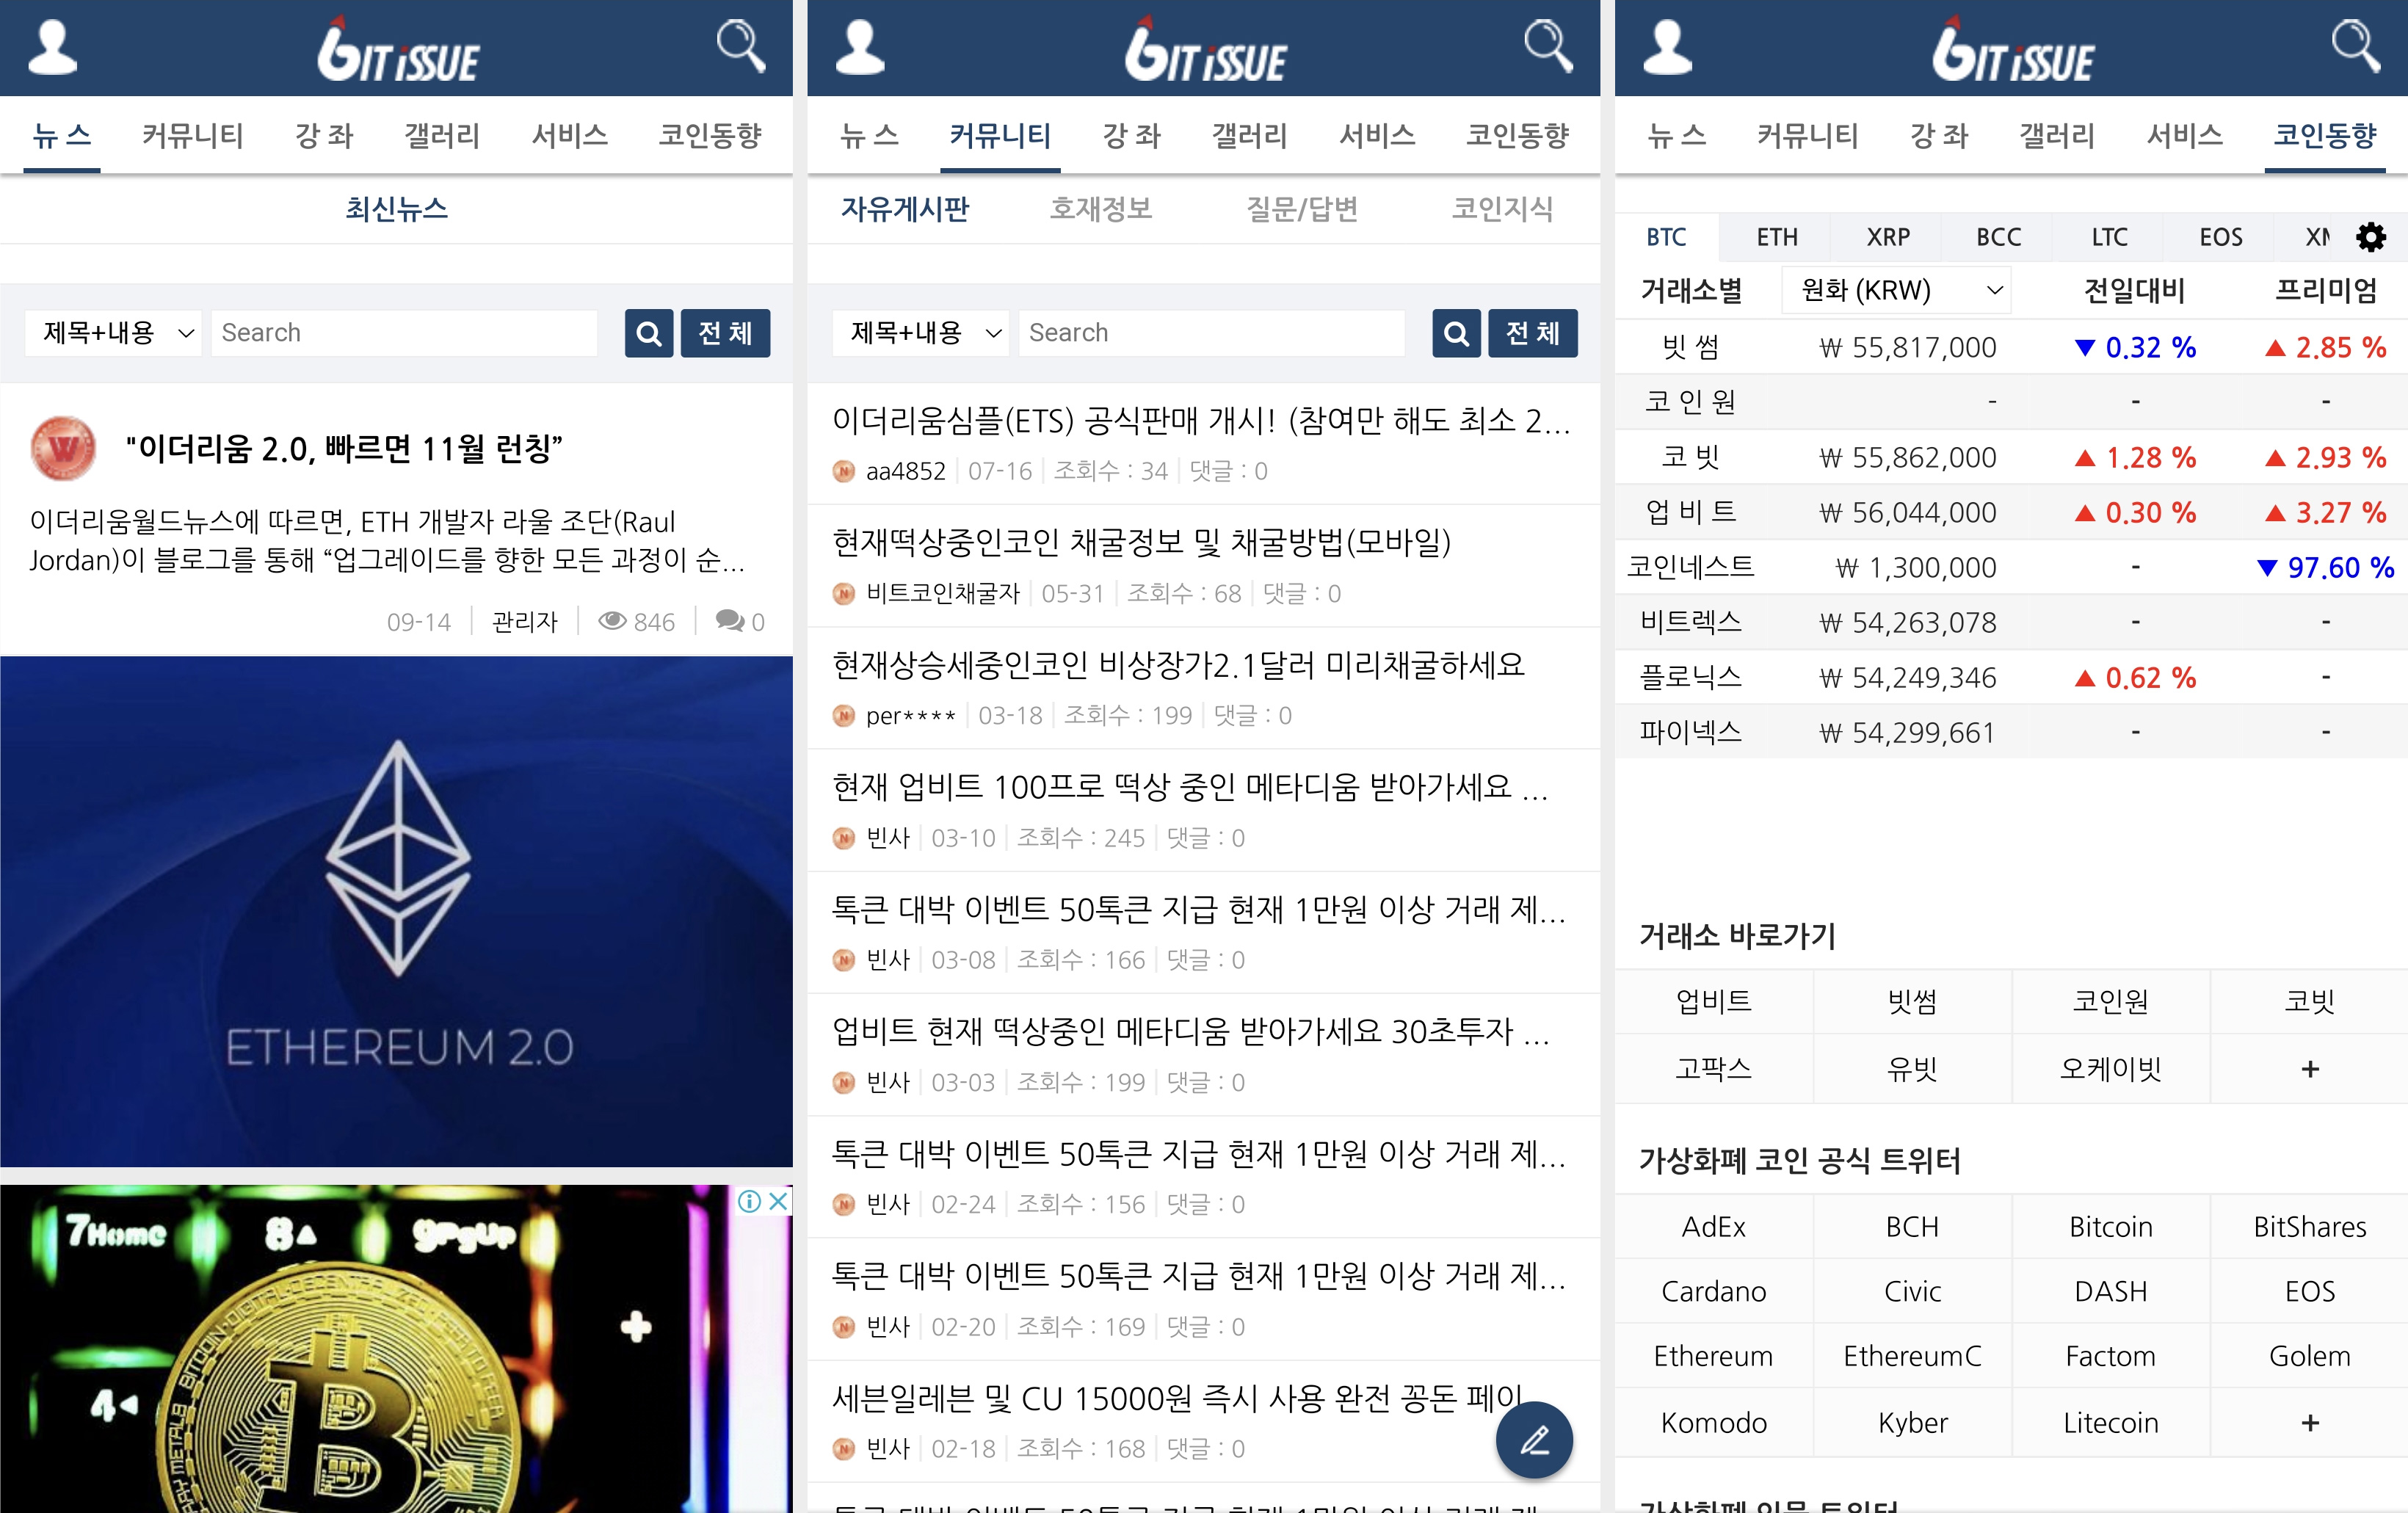 BIT iSSUE
뉴 스 커뮤니티 강 좌 갤러리 서비스 코인동향
최신뉴스
제목+내용 Search 전 체
"이더리움 2.0, 빠르면 11월 런칭”
이더리움월드뉴스에 따르면, ETH 개발자 라울 조단(Raul
Jordan)이 블로그를 통해 “업그레이드를 향한 모든 과정이 순...
09-14 관리자 846 0
ETHEREUM 2.0
7Home 8 9PgUp
4
BIT iSSUE
뉴 스 커뮤니티 강 좌 갤러리 서비스 코인동향
자유게시판 호재정보 질문/답변 코인지식
제목+내용 Search 전 체
이더리움심플(ETS) 공식판매 개시! (참여만 해도 최소 2...
N aa4852 07-16 조회수 : 34 댓글 : 0
현재떡상중인코인 채굴정보 및 채굴방법(모바일)
N 비트코인채굴자 05-31 조회수 : 68 댓글 : 0
현재상승세중인코인 비상장가2.1달러 미리채굴하세요
N per**** 03-18 조회수 : 199 댓글 : 0
현재 업비트 100프로 떡상 중인 메타디움 받아가세요 ...
N 빈사 03-10 조회수 : 245 댓글 : 0
톡큰 대박 이벤트 50톡큰 지급 현재 1만원 이상 거래 제...
N 빈사 03-08 조회수 : 166 댓글 : 0
업비트 현재 떡상중인 메타디움 받아가세요 30초투자 ...
N 빈사 03-03 조회수 : 199 댓글 : 0
톡큰 대박 이벤트 50톡큰 지급 현재 1만원 이상 거래 제...
N 빈사 02-24 조회수 : 156 댓글 : 0
톡큰 대박 이벤트 50톡큰 지급 현재 1만원 이상 거래 제...
N 빈사 02-20 조회수 : 169 댓글 : 0
세븐일레븐 및 CU 15000원 즉시 사용 완전 꽁돈 페이
N 빈사 02-18 조회수 : 168 댓글 : 0
톡큰 대박 이벤트 50톡큰 지급 현재 1만원 이상 거래 제...
BIT iSSUE
뉴 스 커뮤니티 강 좌 갤러리 서비스 코인동향
BTC ETH XRP BCC LTC EOS
거래소별 원화 (KRW) 전일대비 프리미엄
빗 썸 ₩ 55,817,000 ▼ 0.32 % ▲ 2.85 %
코 인 원 - - -
코 빗 ₩ 55,862,000 ▲ 1.28 % ▲ 2.93 %
업 비 트 ₩ 56,044,000 ▲ 0.30 % ▲ 3.27 %
코인네스트 ₩ 1,300,000 - ▼ 97.60 %
비트렉스 ₩ 54,263,078 - -
플로닉스 ₩ 54,249,346 ▲ 0.62 % -
파이넥스 ₩ 54,299,661 - -
거래소 바로가기
업비트 빗썸 코인원 코빗
고팍스 유빗 오케이빗 +
가상화폐 코인 공식 트위터
AdEx BCH Bitcoin BitShares
Cardano Civic DASH EOS
Ethereum EthereumC Factom Golem
Komodo Kyber Litecoin +
가상화폐 인물 트위터